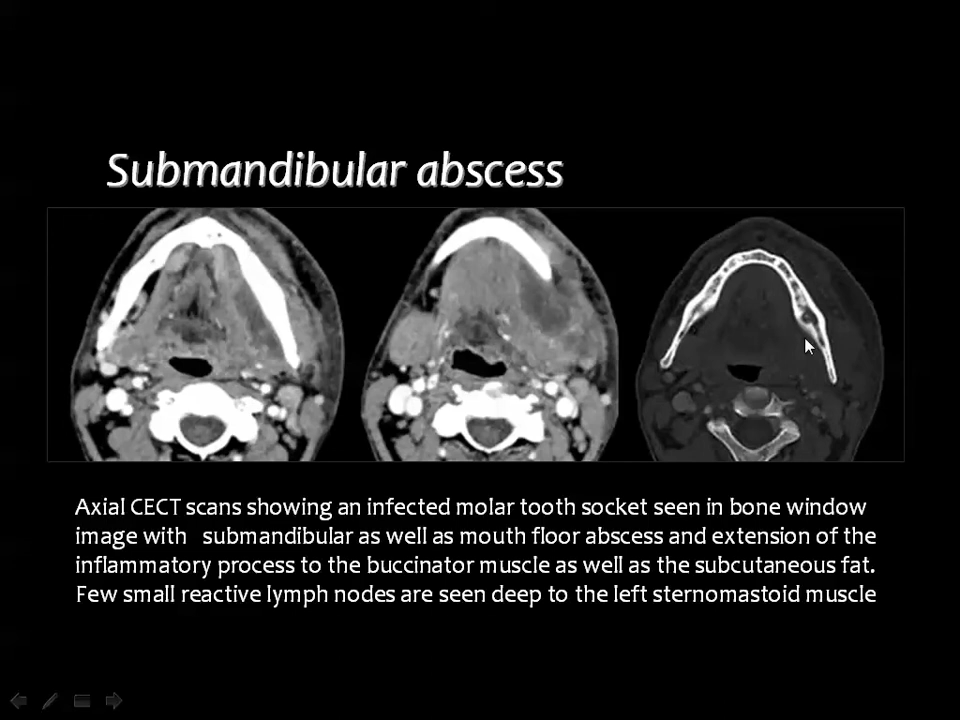 Submandibular abscess
Axial CECT scans showing an infected molar tooth socket seen in bone window
image with submandibular as well as mouth floor abscess and extension of the
inflammatory process to the buccinator muscle as well as the subcutaneous fat.
Few small reactive lymph nodes are seen deep to the left sternomastoid muscle